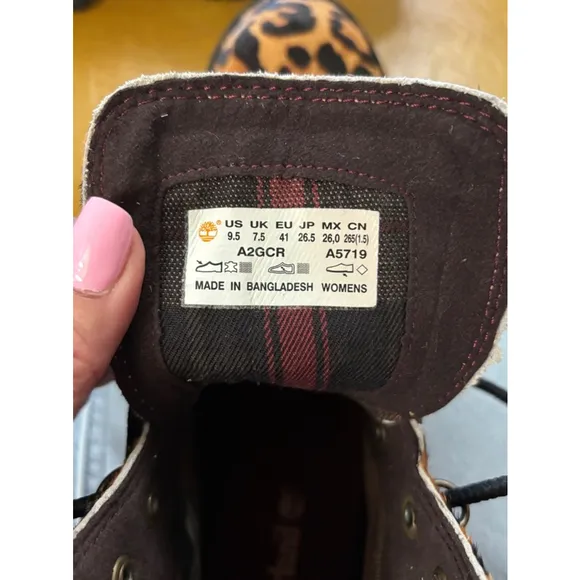 US UK EU JP MX CN
9.5 7.5 41 26.5 26,0 265(1.5)
A2GCR A5719
MADE IN BANGLADESH WOMENS